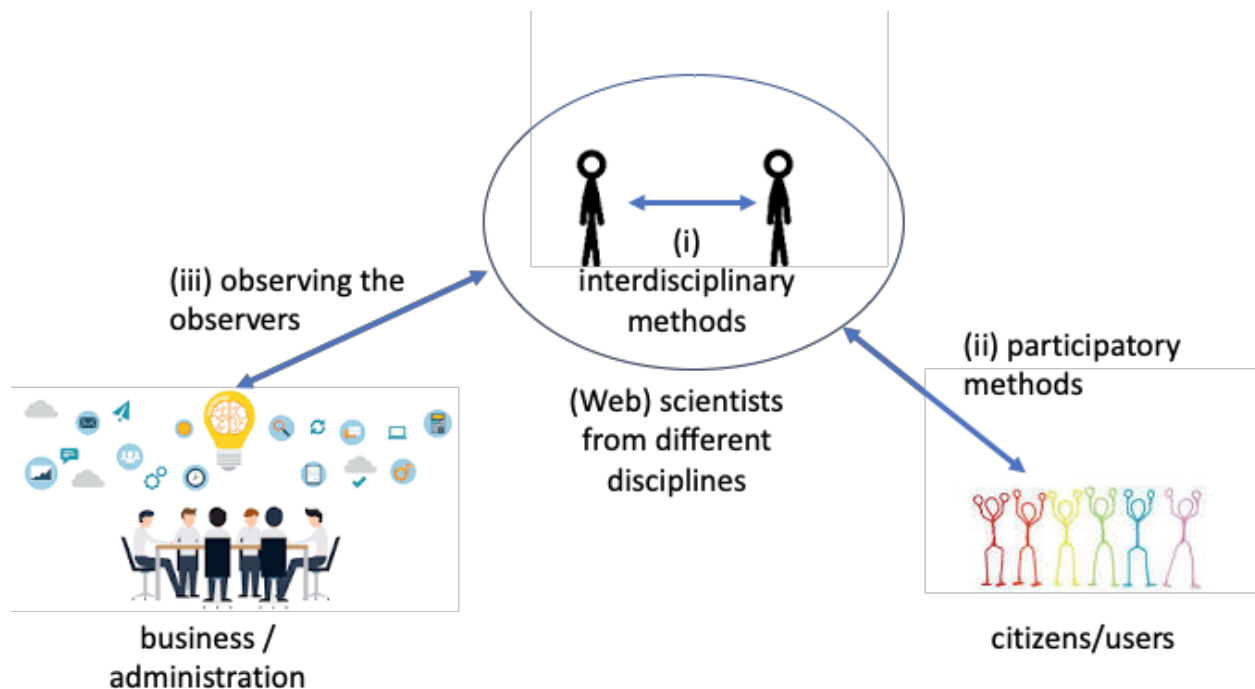 (i)
interdisciplinary
methods
(iii) observing the
observers
(ii) participatory
methods
(Web) scientists
from different
disciplines
business /
administration
citizens/users